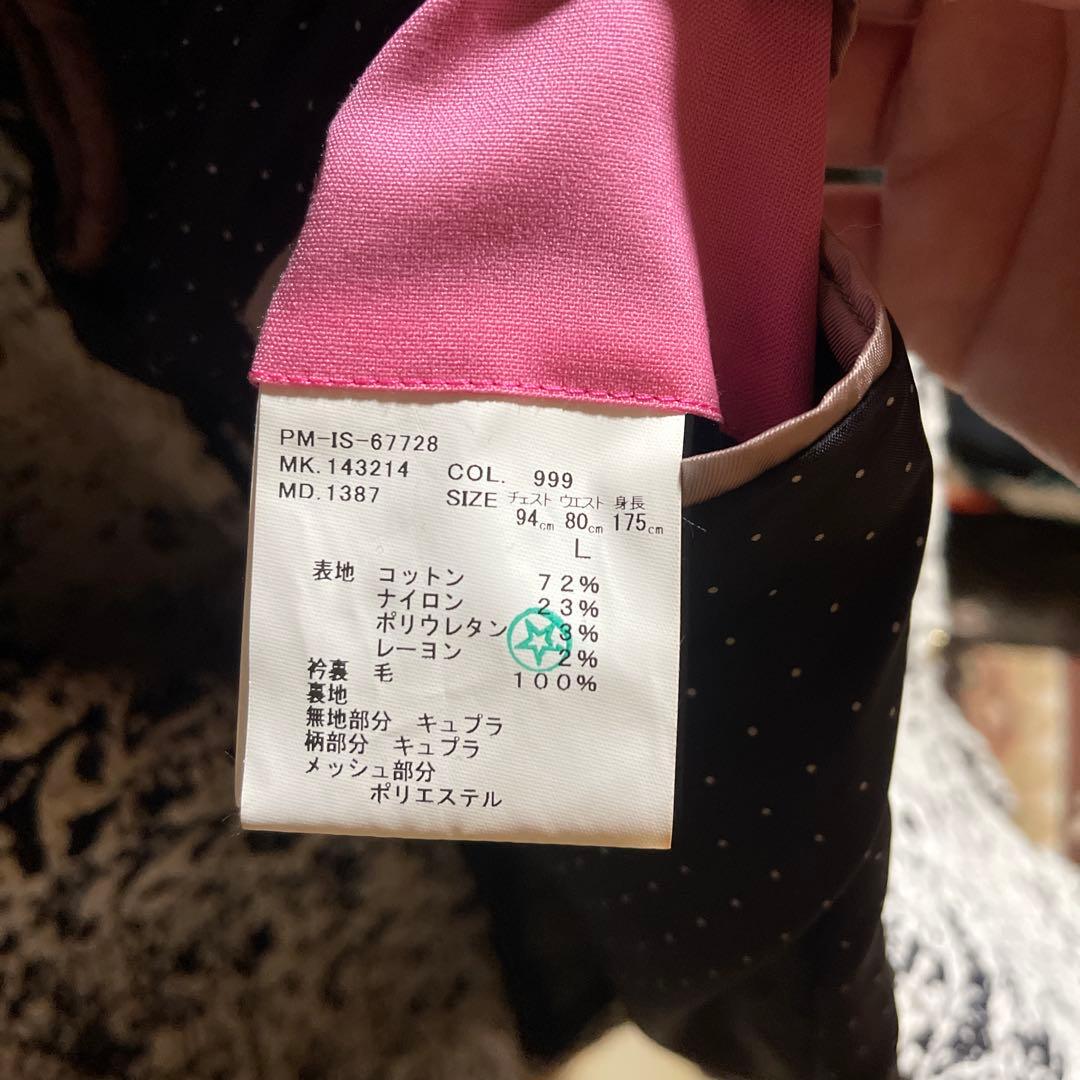 PM-IS-67728
MK.143214 COL. 999
MD.1387 SIZE チェスト ウエスト 身長
94cm 80cm 175cm
L
表地 コットン 72%
ナイロン 23%
ポリウレタン 3%
レーヨン 2%
衿裏 毛 100%
裏地
無地部分 キュプラ
柄部分 キュプラ
メッシュ部分
ポリエステル